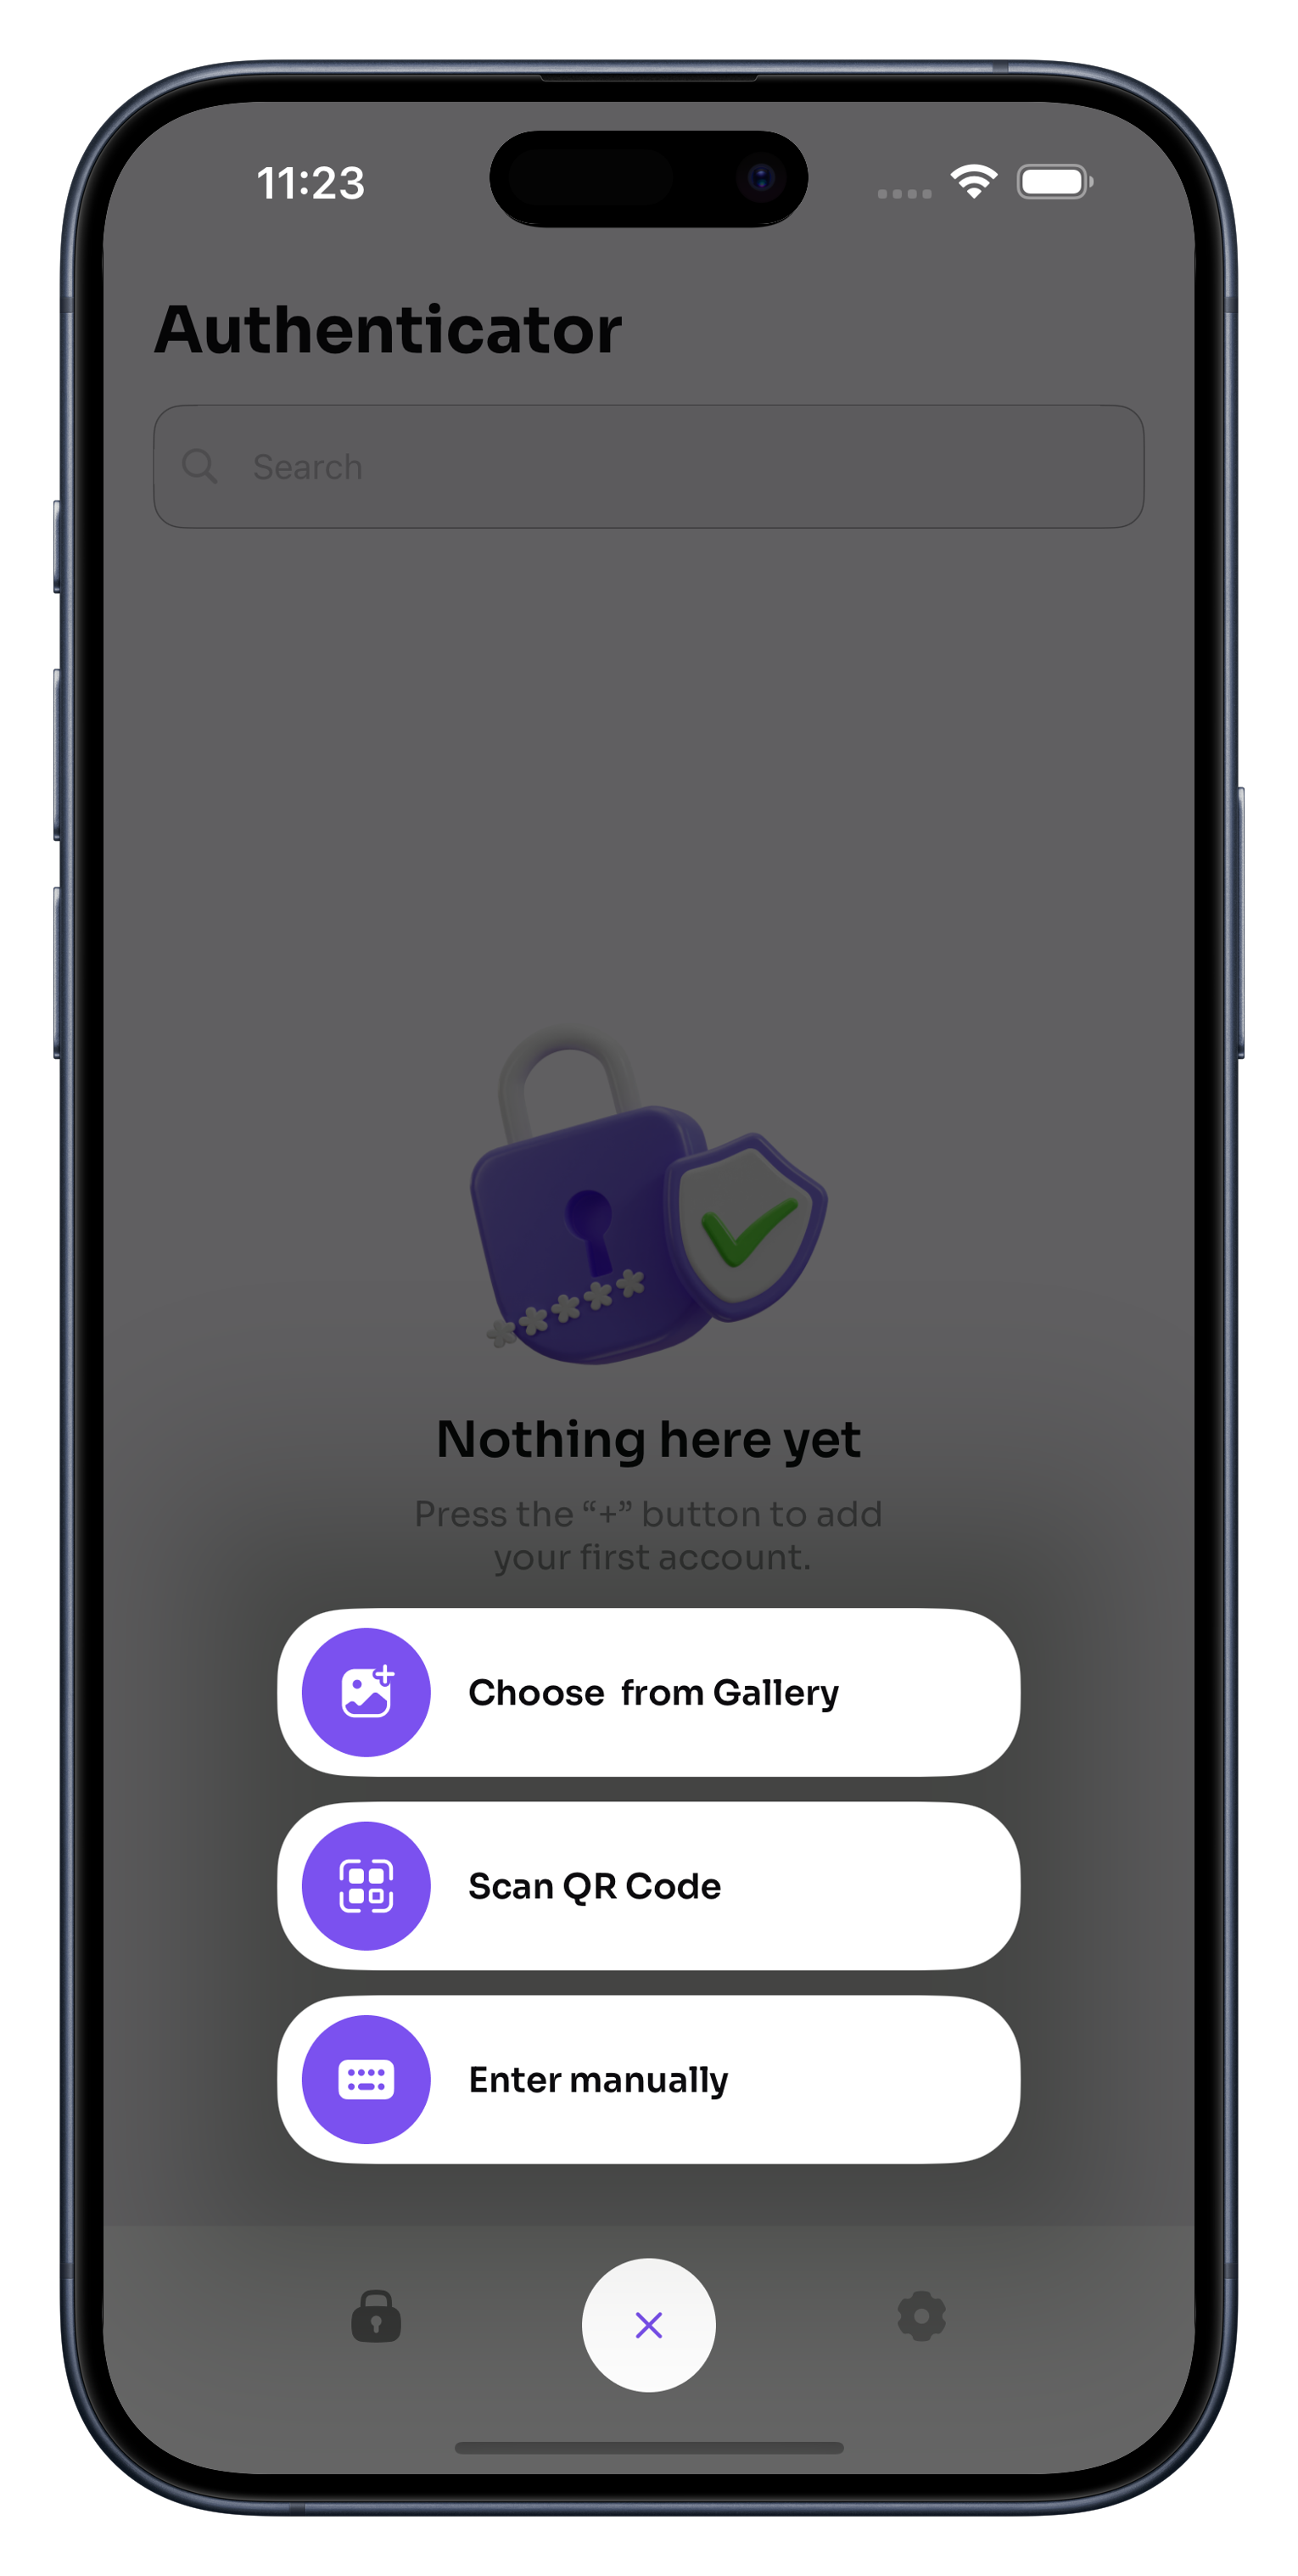 11:23
Authenticator
Search
Nothing here yet
Press the “+” button to add
your first account.
Choose  from Gallery
Scan QR Code
Enter manually